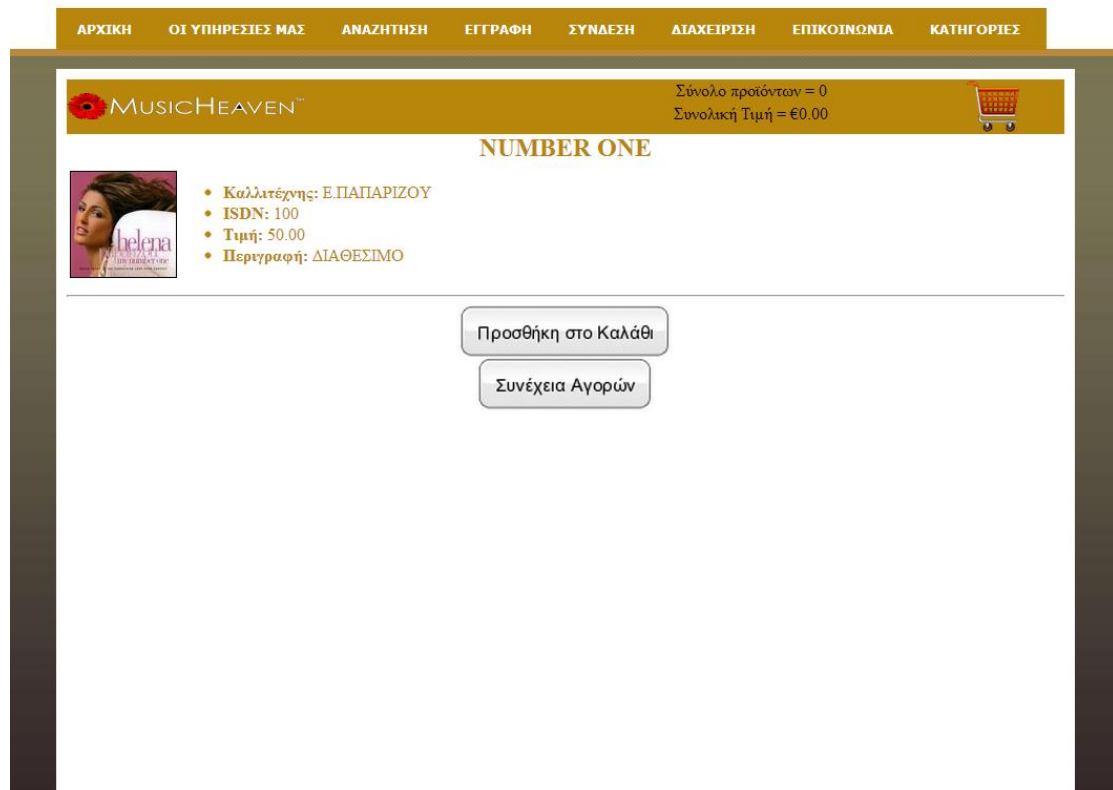 ΑΡΧΙΚΗ ΟΙ ΥΠΗΡΕΣΙΕΣ ΜΑΣ ΑΝΑΖΗΤΗΣΗ ΕΓΓΡΑΦΗ ΣΥΝΔΕΣΗ ΔΙΑΧΕΙΡΙΣΗ ΕΠΙΚΟΙΝΩΝΙΑ ΚΑΤΗΓΟΡΙΕΣ
MUSICHEAVEN™
Σύνολο προϊόντων = 0
Συνολική Τιμή = €0.00
NUMBER ONE
helena
• Καλλιτέχνης: Ε.ΠΑΠΑΡΙΖΟΥ
• ISDN: 100
• Τιμή: 50.00
• Περιγραφή: ΔΙΑΘΕΣΙΜΟ
Προσθήκη στο Καλάθι
Συνέχεια Αγορών